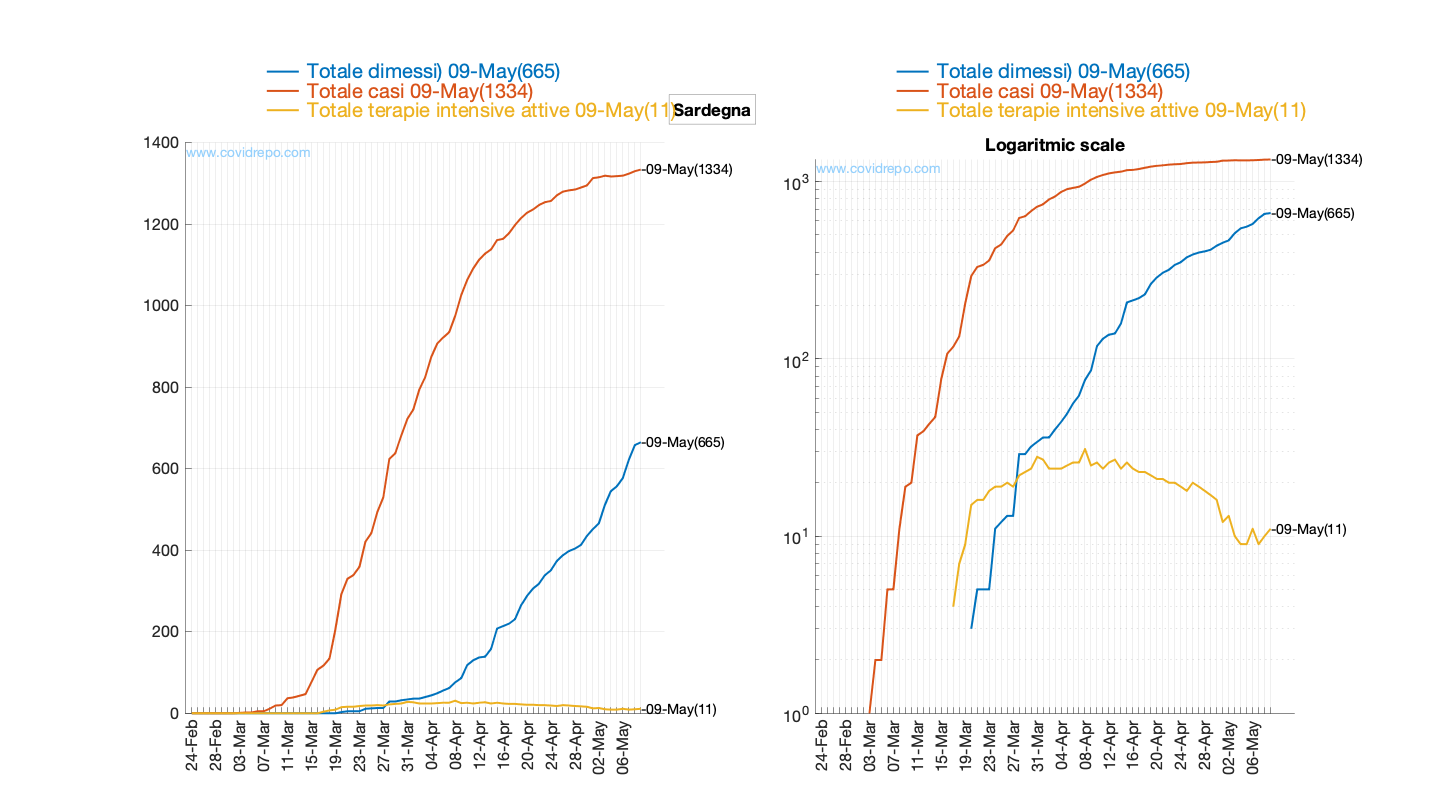 Totale dimessi) 09-May(665)
Totale casi 09-May(1334)
Totale terapie intensive attive 09-May(11)
Sardegna
www.covidrepo.com
1400
1200
1000
800
600
400
200
0
09-May(1334)
09-May(665)
09-May(11)
24-Feb
28-Feb
03-Mar
07-Mar
11-Mar
15-Mar
19-Mar
23-Mar
27-Mar
31-Mar
04-Apr
08-Apr
12-Apr
16-Apr
20-Apr
24-Apr
28-Apr
02-May
06-May
Totale dimessi) 09-May(665)
Totale casi 09-May(1334)
Totale terapie intensive attive 09-May(11)
Logaritmic scale
www.covidrepo.com
10³
10²
10¹
10⁰
09-May(1334)
09-May(665)
09-May(11)
24-Feb
28-Feb
03-Mar
07-Mar
11-Mar
15-Mar
19-Mar
23-Mar
27-Mar
31-Mar
04-Apr
08-Apr
12-Apr
16-Apr
20-Apr
24-Apr
28-Apr
02-May
06-May